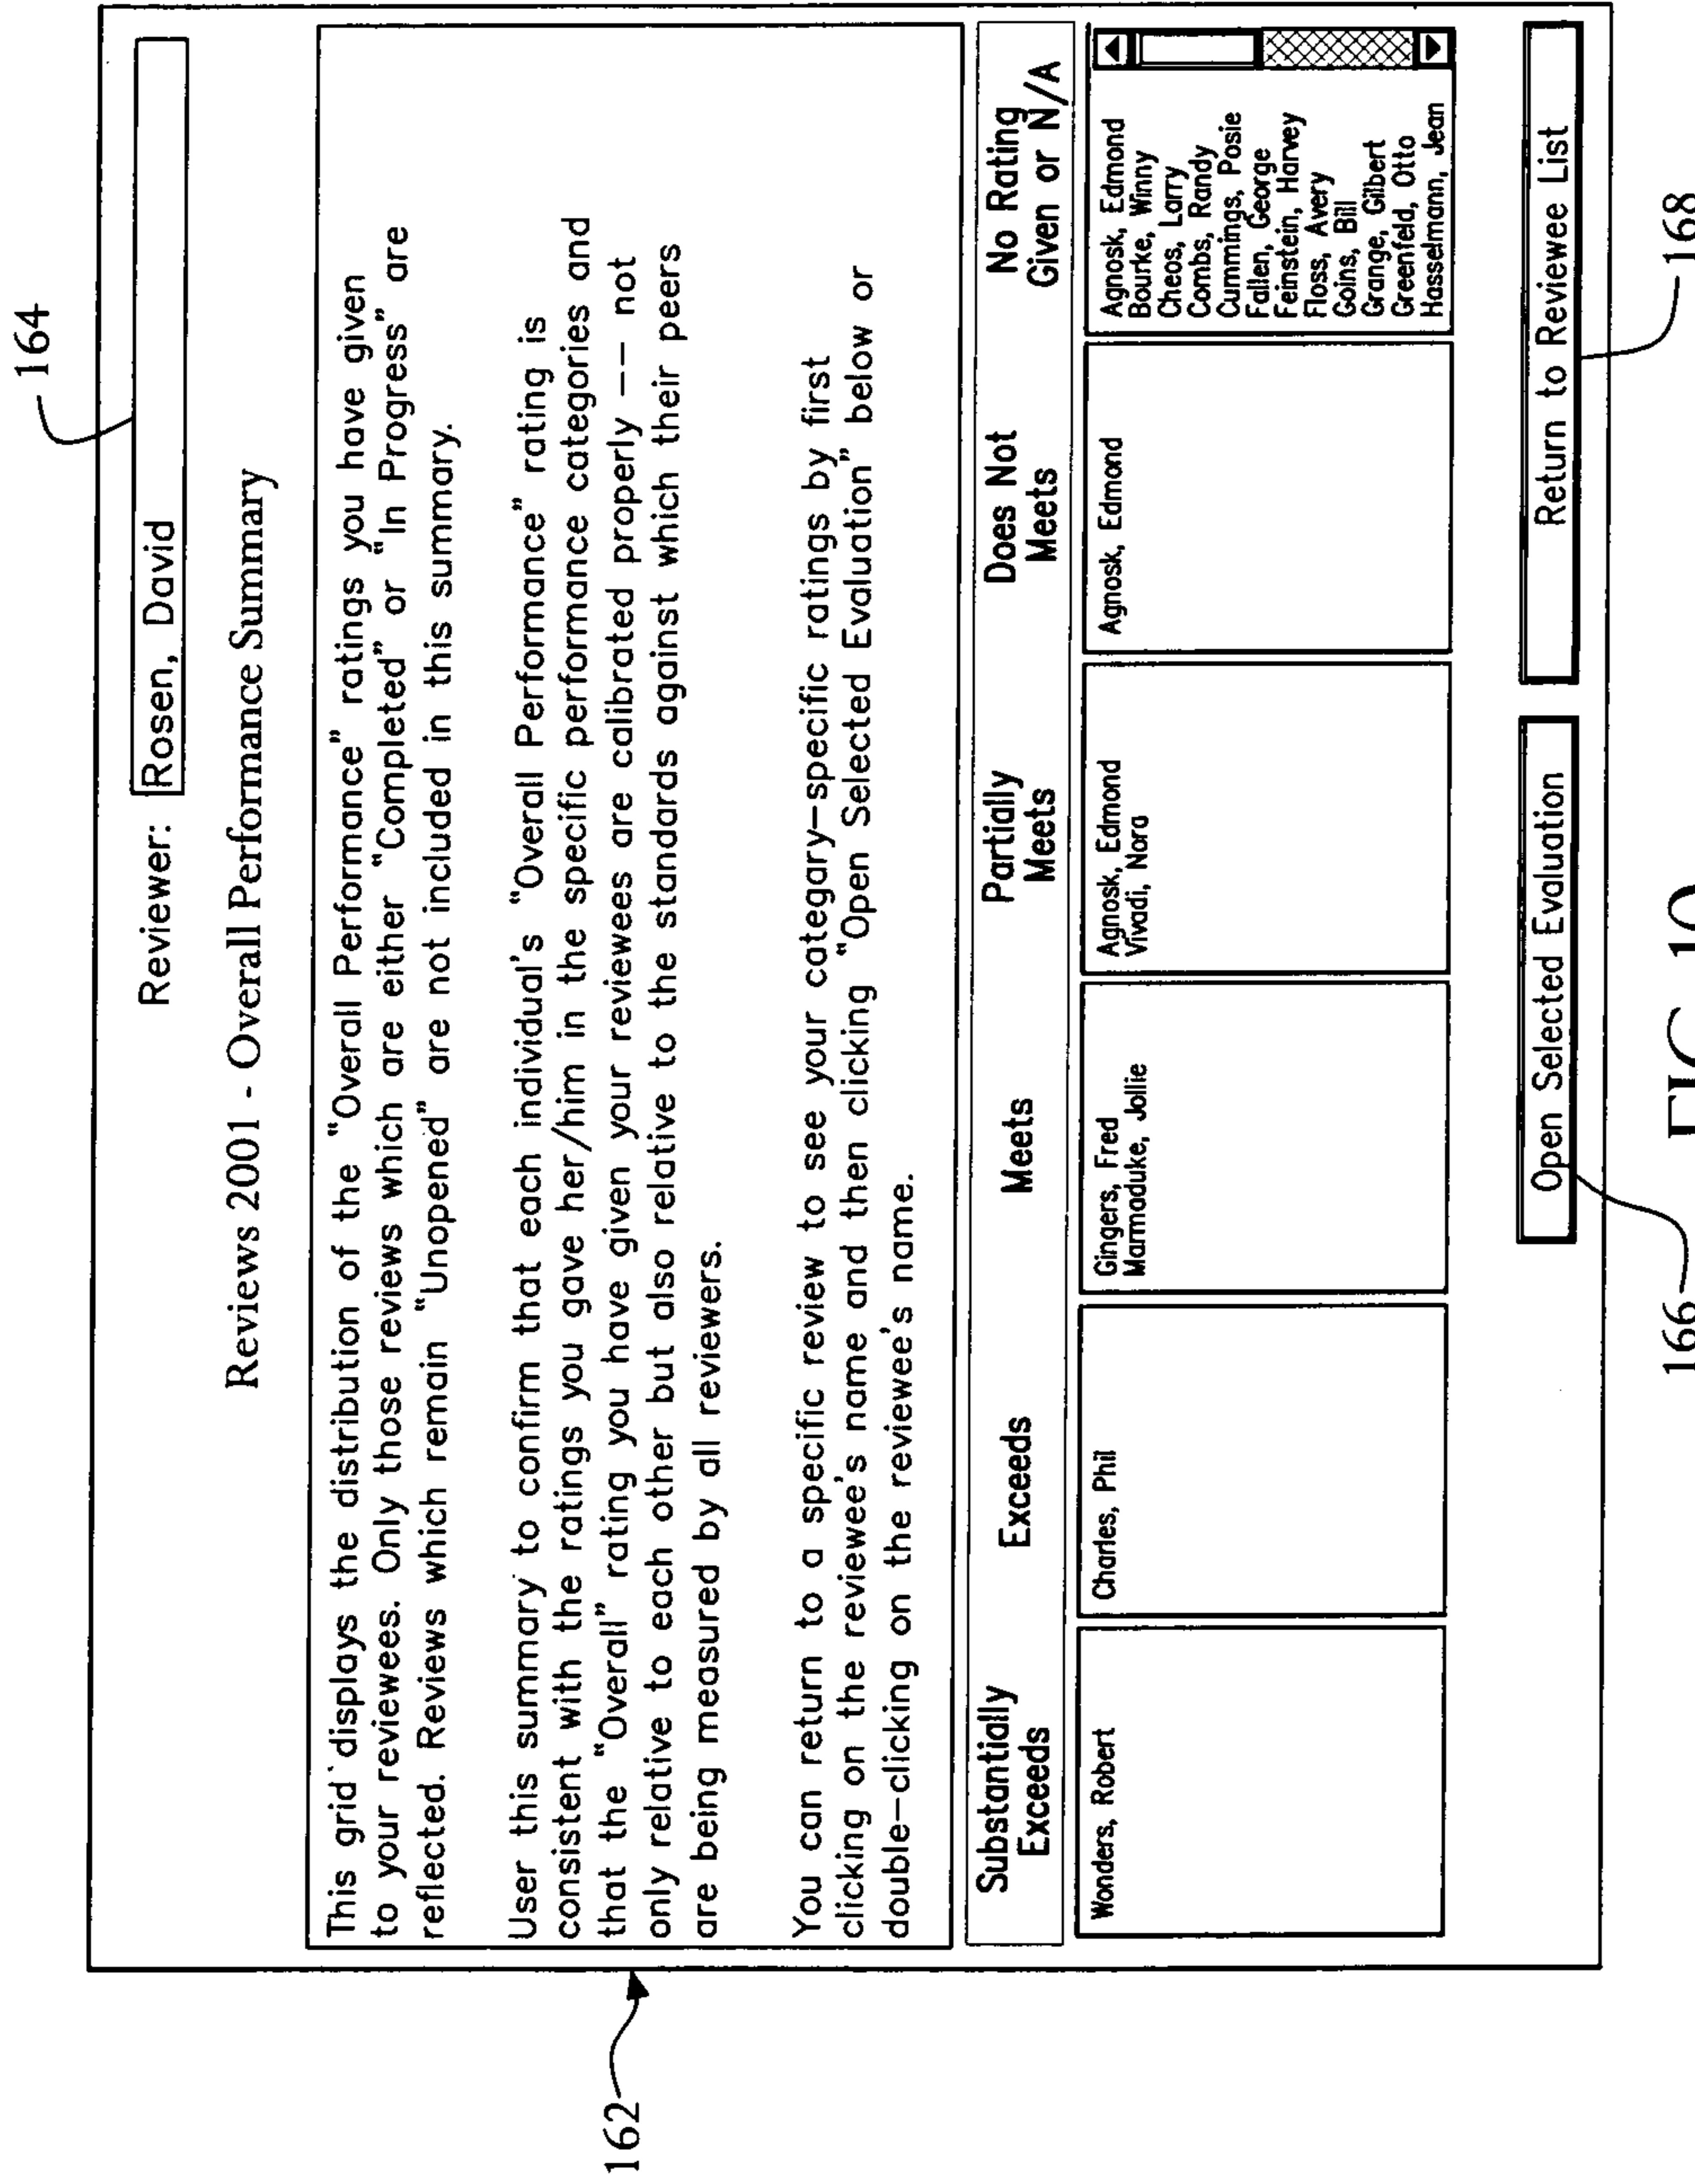 164
Reviewer: Rosen, David
Reviews 2001 - Overall Performance Summary
This grid displays the distribution of the “Overall Performance” ratings you have given
to your reviewees. Only those reviews which are either “Completed” or “In Progress” are
reflected. Reviews which remain “Unopened” are not included in this summary.
User this summary to confirm that each individual's “Overall Performance” rating is
consistent with the ratings you gave her/him in the specific performance categories and
that the “Overall” rating you have given your reviewees are calibrated properly -- not
only relative to each other but also relative to the standards against which their peers
are being measured by all reviewers.
You can return to a specific review to see your categary-specific ratings by first
clicking on the reviewee's name and then clicking “Open Selected Evaluation” below or
double-clicking on the reviewee's name.
162
Substantially
Exceeds
Exceeds
Meets
Partially
Meets
Does Not
Meets
No Rating
Given or N/A
Wonders, Robert
Charles, Phil
Gingers, Fred
Marmaduke, Jollie
Agnosk, Edmond
Vivadi, Nora
Agnosk, Edmond
Agnosk, Edmond
Bourke, Winny
Cheos, Larry
Combs, Randy
Cummings, Posie
Fallen, George
Feinstein, Harvey
Floss, Avery
Goins, Bill
Grange, Gilbert
Greenfeld, Otto
Hasselmann, Jean
Open Selected Evaluation
Return to Reviewee List
166
168
FIG. 10